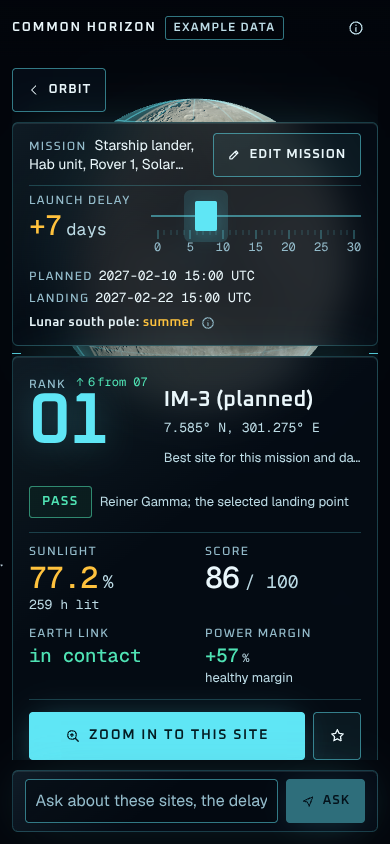 COMMON HORIZON EXAMPLE DATA
ORBIT
MISSION Starship lander,
Hab unit, Rover 1, Solar…
EDIT MISSION
LAUNCH DELAY
+7 days
0 5 10 15 20 25 30
PLANNED 2027-02-10 15:00 UTC
LANDING 2027-02-22 15:00 UTC
Lunar south pole: summer
RANK ↑ 6 from 07
01
IM-3 (planned)
7.585° N, 301.275° E
Best site for this mission and da…
PASS Reiner Gamma; the selected landing point
SUNLIGHT
77.2 %
259 h lit
SCORE
86 / 100
EARTH LINK
in contact
POWER MARGIN
+57 %
healthy margin
ZOOM IN TO THIS SITE
Ask about these sites, the delay
ASK